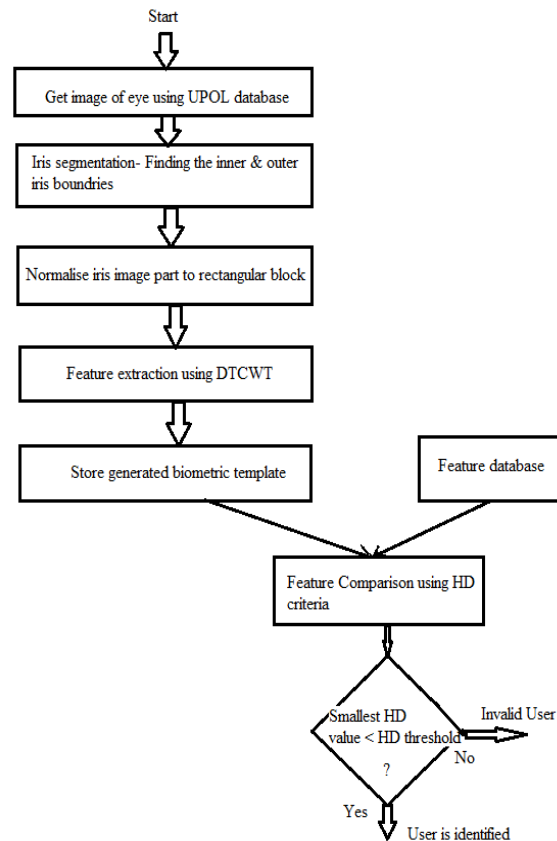 Start
Get image of eye using UPOL database
Iris segmentation- Finding the inner & outer
iris boundries
Normalise iris image part to rectangular block
Feature extraction using DTCWT
Store generated biometric template
Feature database
Feature Comparison using HD
criteria
Smallest HD
value < HD threshold
?
Invalid User
No
Yes
User is identified